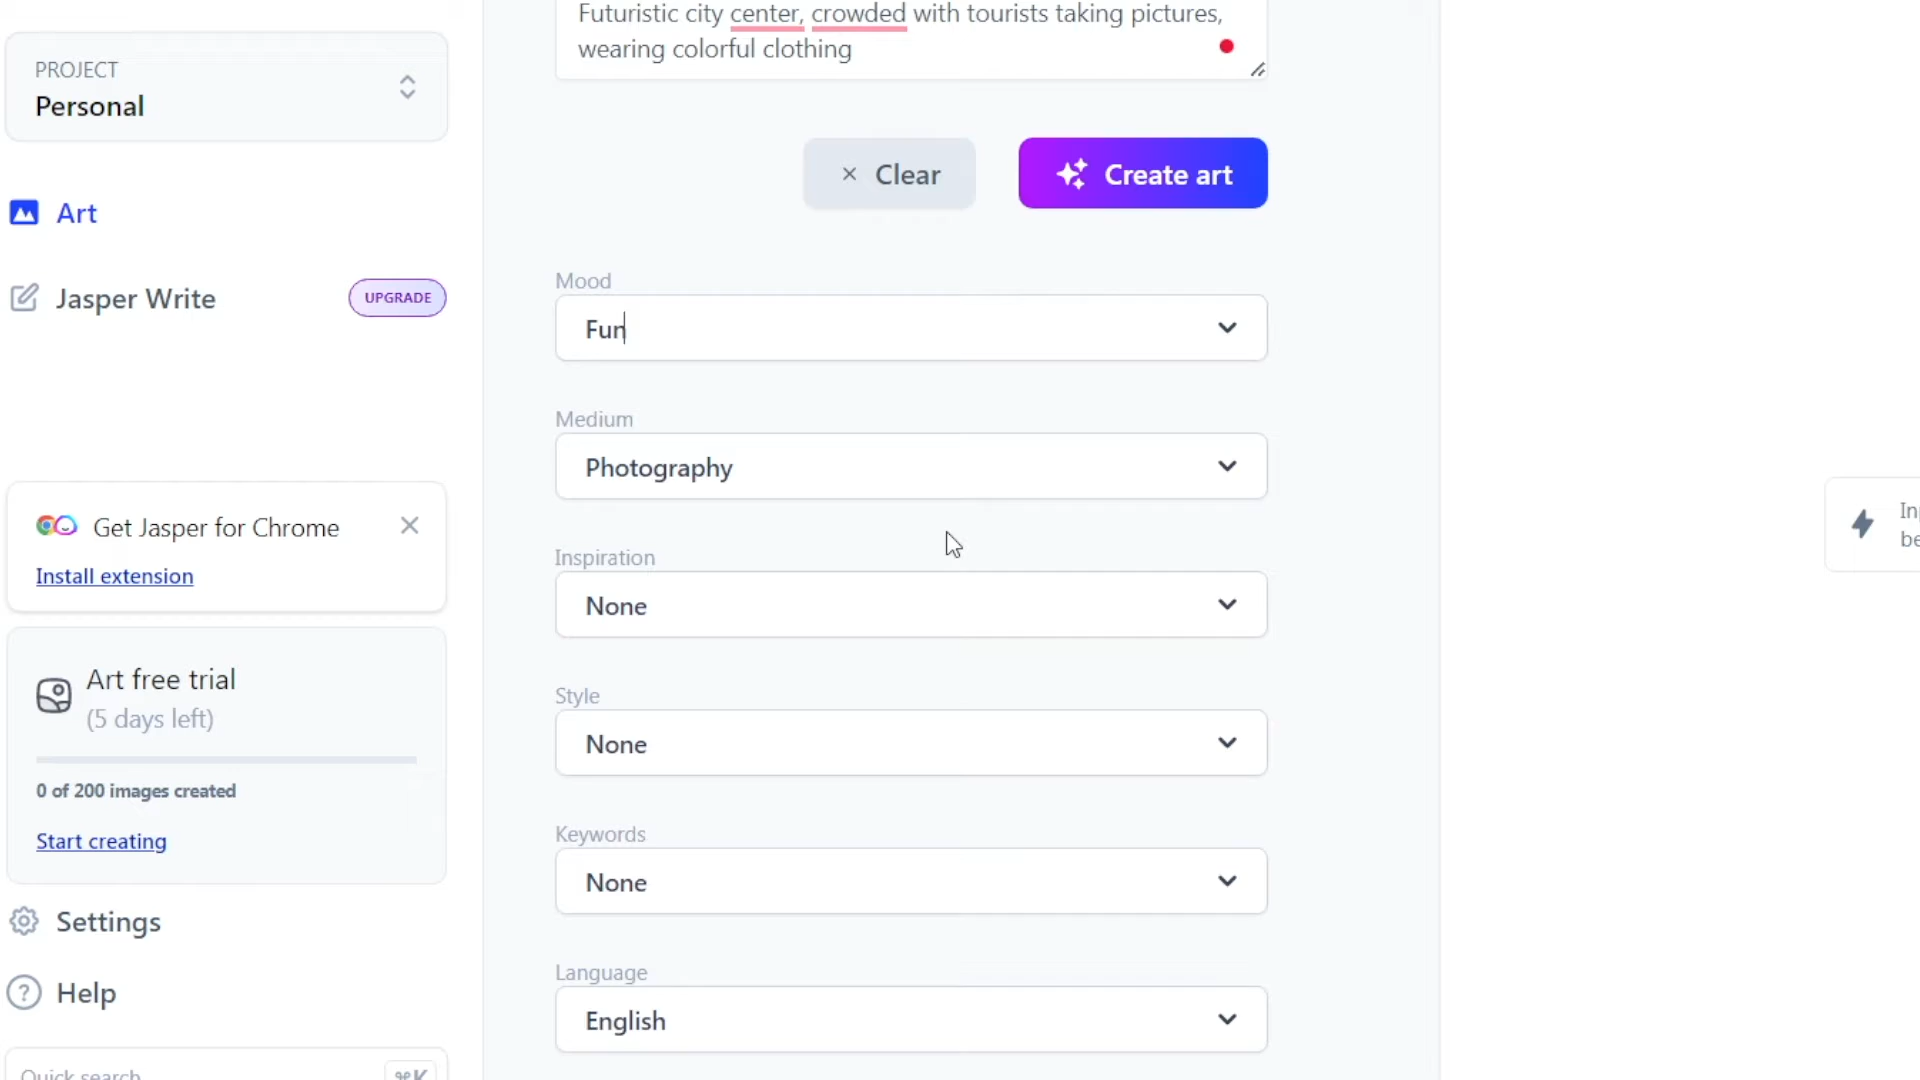 PROJECT
Personal
Art
Jasper Write
UPGRADE
Get Jasper for Chrome
Install extension
Art free trial
(5 days left)
0 of 200 images created
Start creating
Settings
Help
Quick search
⌘K
Futuristic city center, crowded with tourists taking pictures,
wearing colorful clothing
Clear
Create art
Mood
Fun
Medium
Photography
Inspiration
None
Style
None
Keywords
None
Language
English